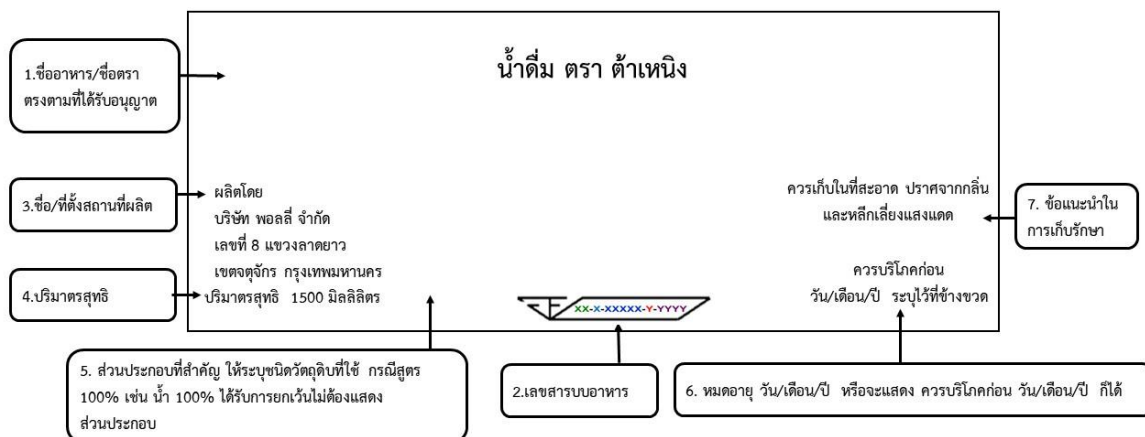 น้ำดื่ม ตรา ต้าเหนิง
1.ชื่ออาหาร/ชื่อตรา
ตรงตามที่ได้รับอนุญาต
3.ชื่อ/ที่ตั้งสถานที่ผลิต
ผลิตโดย
บริษัท พอลลี่ จำกัด
เลขที่ 8 แขวงลาดยาว
เขตจตุจักร กรุงเทพมหานคร
4.ปริมาตรสุทธิ
ปริมาตรสุทธิ 1500 มิลลิลิตร
ควรเก็บในที่สะอาด ปราศจากกลิ่น
และหลีกเลี่ยงแสงแดด
7. ข้อแนะนำใน
การเก็บรักษา
ควรบริโภคก่อน
วัน/เดือน/ปี ระบุไว้ที่ข้างขวด
XX-X-XXXXX-Y-YYYY
5. ส่วนประกอบที่สำคัญ ให้ระบุชนิดวัตถุดิบที่ใช้ กรณีสูตร
100% เช่น น้ำ 100% ได้รับการยกเว้นไม่ต้องแสดง
ส่วนประกอบ
2.เลขสารบบอาหาร
6. หมดอายุ วัน/เดือน/ปี หรือจะแสดง ควรบริโภคก่อน วัน/เดือน/ปี ก็ได้